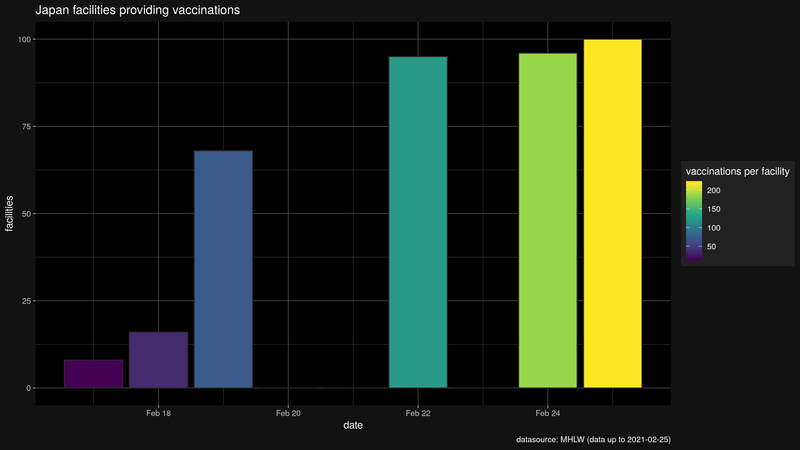 Japan facilities providing vaccinations
100
75
50
25
0
facilities
Feb 18
Feb 20
Feb 22
Feb 24
date
vaccinations per facility
200
150
100
50
datasource: MHLW (data up to 2021-02-25)